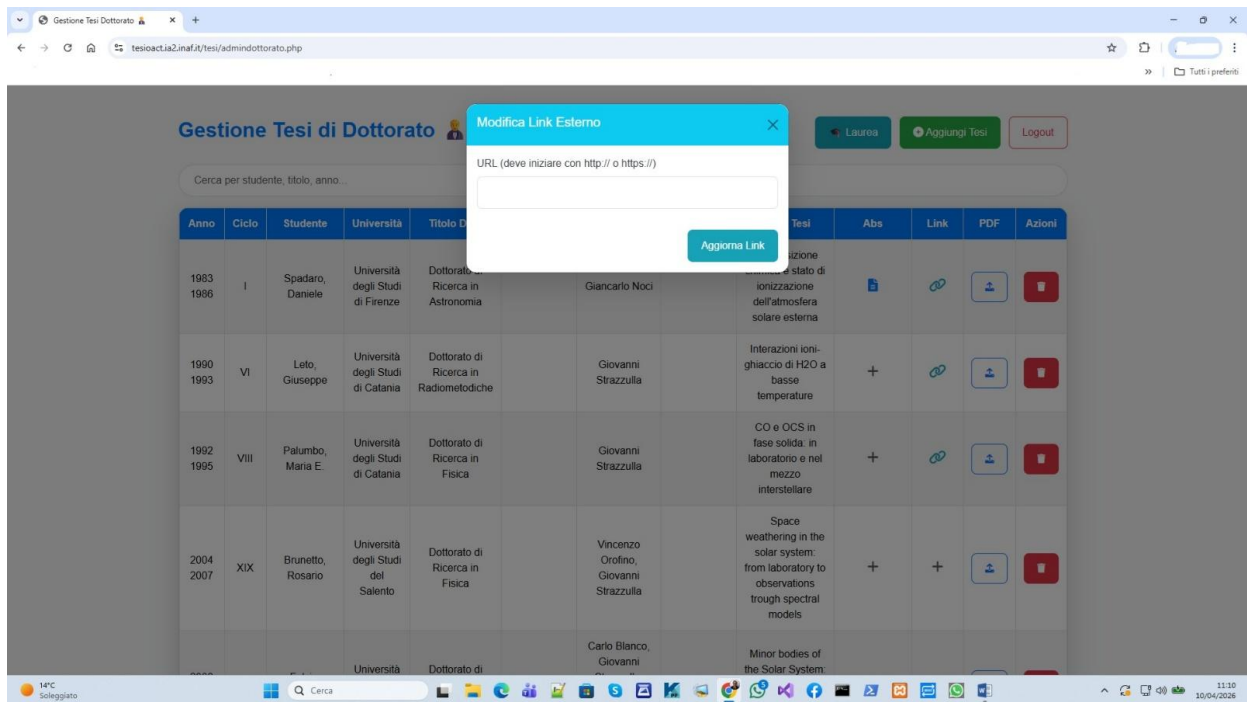 Gestione Tesi Dottorato
tesioact.ia2.inaf.it/tesi/admindottorato.php
Tutti i preferiti
Gestione Tesi di Dottorato
Laurea
Aggiungi Tesi
Logout
Modifica Link Esterno
URL (deve iniziare con http:// o https://)
Aggiorna Link
Cerca per studente, titolo, anno...
Anno Ciclo Studente Università Titolo Tesi Abs Link PDF Azioni
1983
1986
I
Spadaro,
Daniele
Università
degli Studi
di Firenze
Dottorato di
Ricerca in
Astronomia
Giancarlo Noci
e stato di
ionizzazione
dell'atmosfera
solare esterna
1990
1993
VI
Leto,
Giuseppe
Università
degli Studi
di Catania
Dottorato di
Ricerca in
Radiometodiche
Giovanni
Strazzulla
Interazioni ioni-
ghiaccio di H2O a
basse
temperature
1992
1995
VIII
Palumbo,
Maria E.
Università
degli Studi
di Catania
Dottorato di
Ricerca in
Fisica
Giovanni
Strazzulla
CO e OCS in
fase solida: in
laboratorio e nel
mezzo
interstellare
2004
2007
XIX
Brunetto,
Rosario
Università
degli Studi
del
Salento
Dottorato di
Ricerca in
Fisica
Vincenzo
Orofino,
Giovanni
Strazzulla
Space
weathering in the
solar system:
from laboratory to
observations
trough spectral
models
Università
Dottorato di
Carlo Blanco,
Giovanni
Minor bodies of
the Solar System:
14°C
Soleggiato
Cerca
11:10
10/04/2026